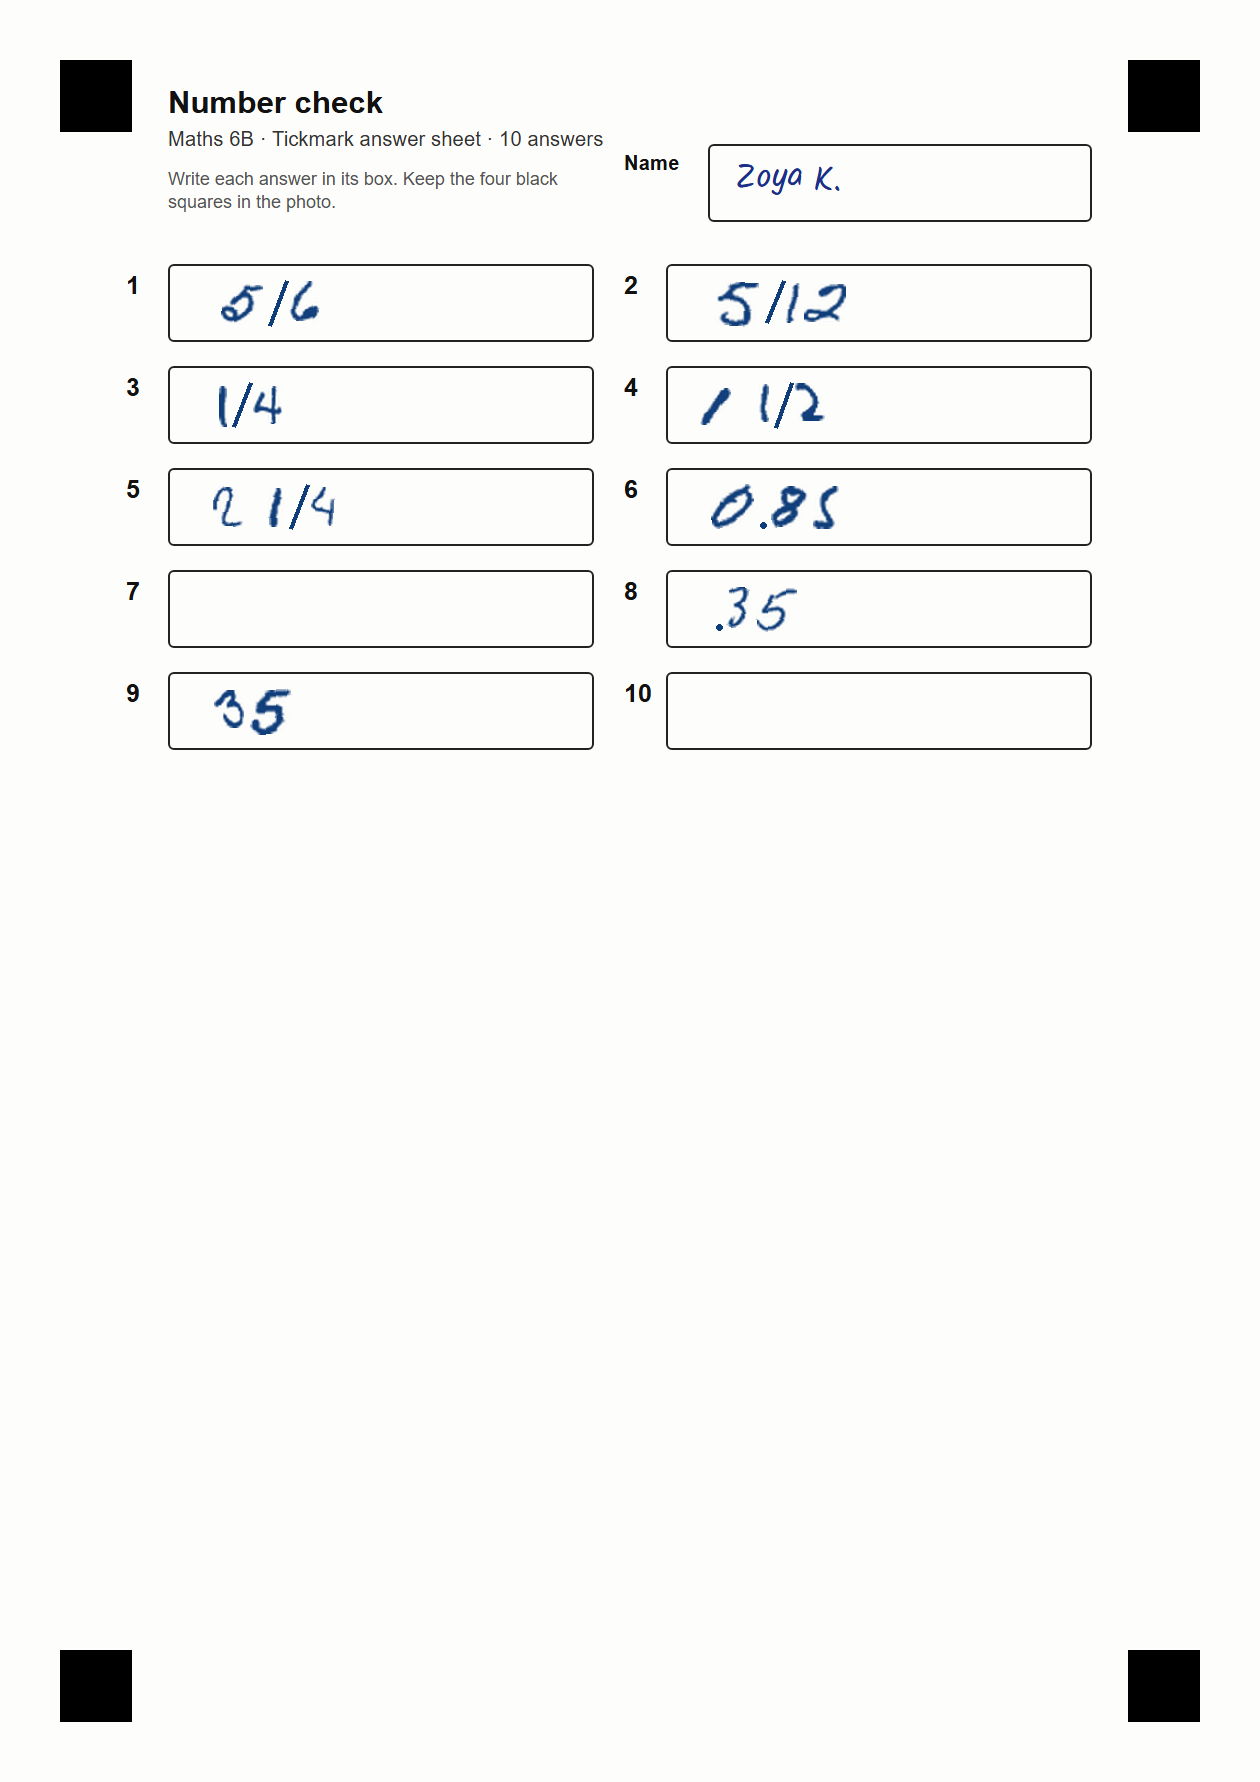 Number check
Maths 6B · Tickmark answer sheet · 10 answers
Write each answer in its box. Keep the four black
squares in the photo.
Name Zoya K.
1 5/6
2 5/12
3 1/4
4 1 1/2
5 2 1/4
6 0.85
7
8 .35
9 35
10